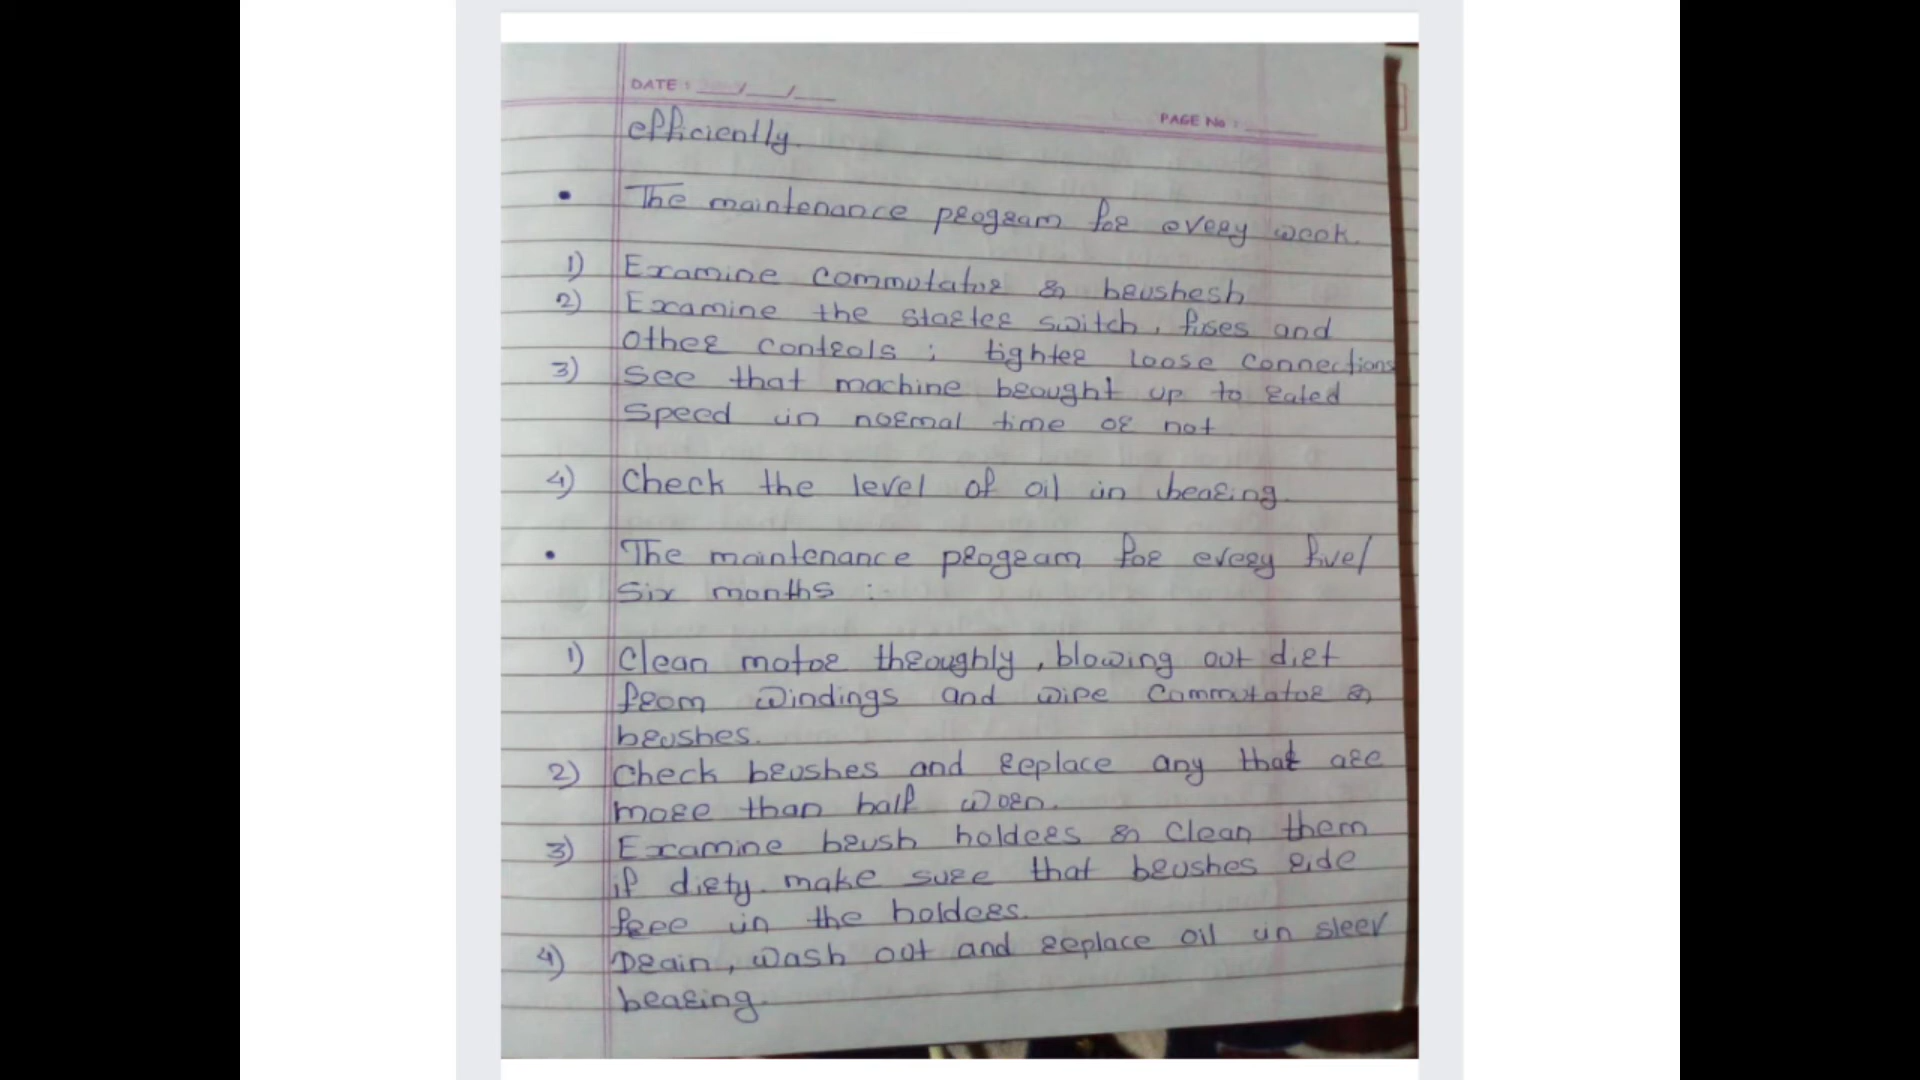 DATE : ___/___/___
PAGE No : ______
efficiently.
• The maintenance program for every week.
1) Examine commutator & brushesh
2) Examine the starter switch, fuses and
other controls ; tighter loose connections
3) See that machine brought up to rated
speed in normal time or not
4) Check the level of oil in bearing.
• The maintenance program for every five/
six months :-
1) Clean motor throughly, blowing out dirt
from windings and wipe commutator &
brushes.
2) Check brushes and replace any that are
more than half worn.
3) Examine brush holders & clean them
if dirty. make sure that brushes ride
free in the holders.
4) Drain, wash out and replace oil in sleev
bearing.